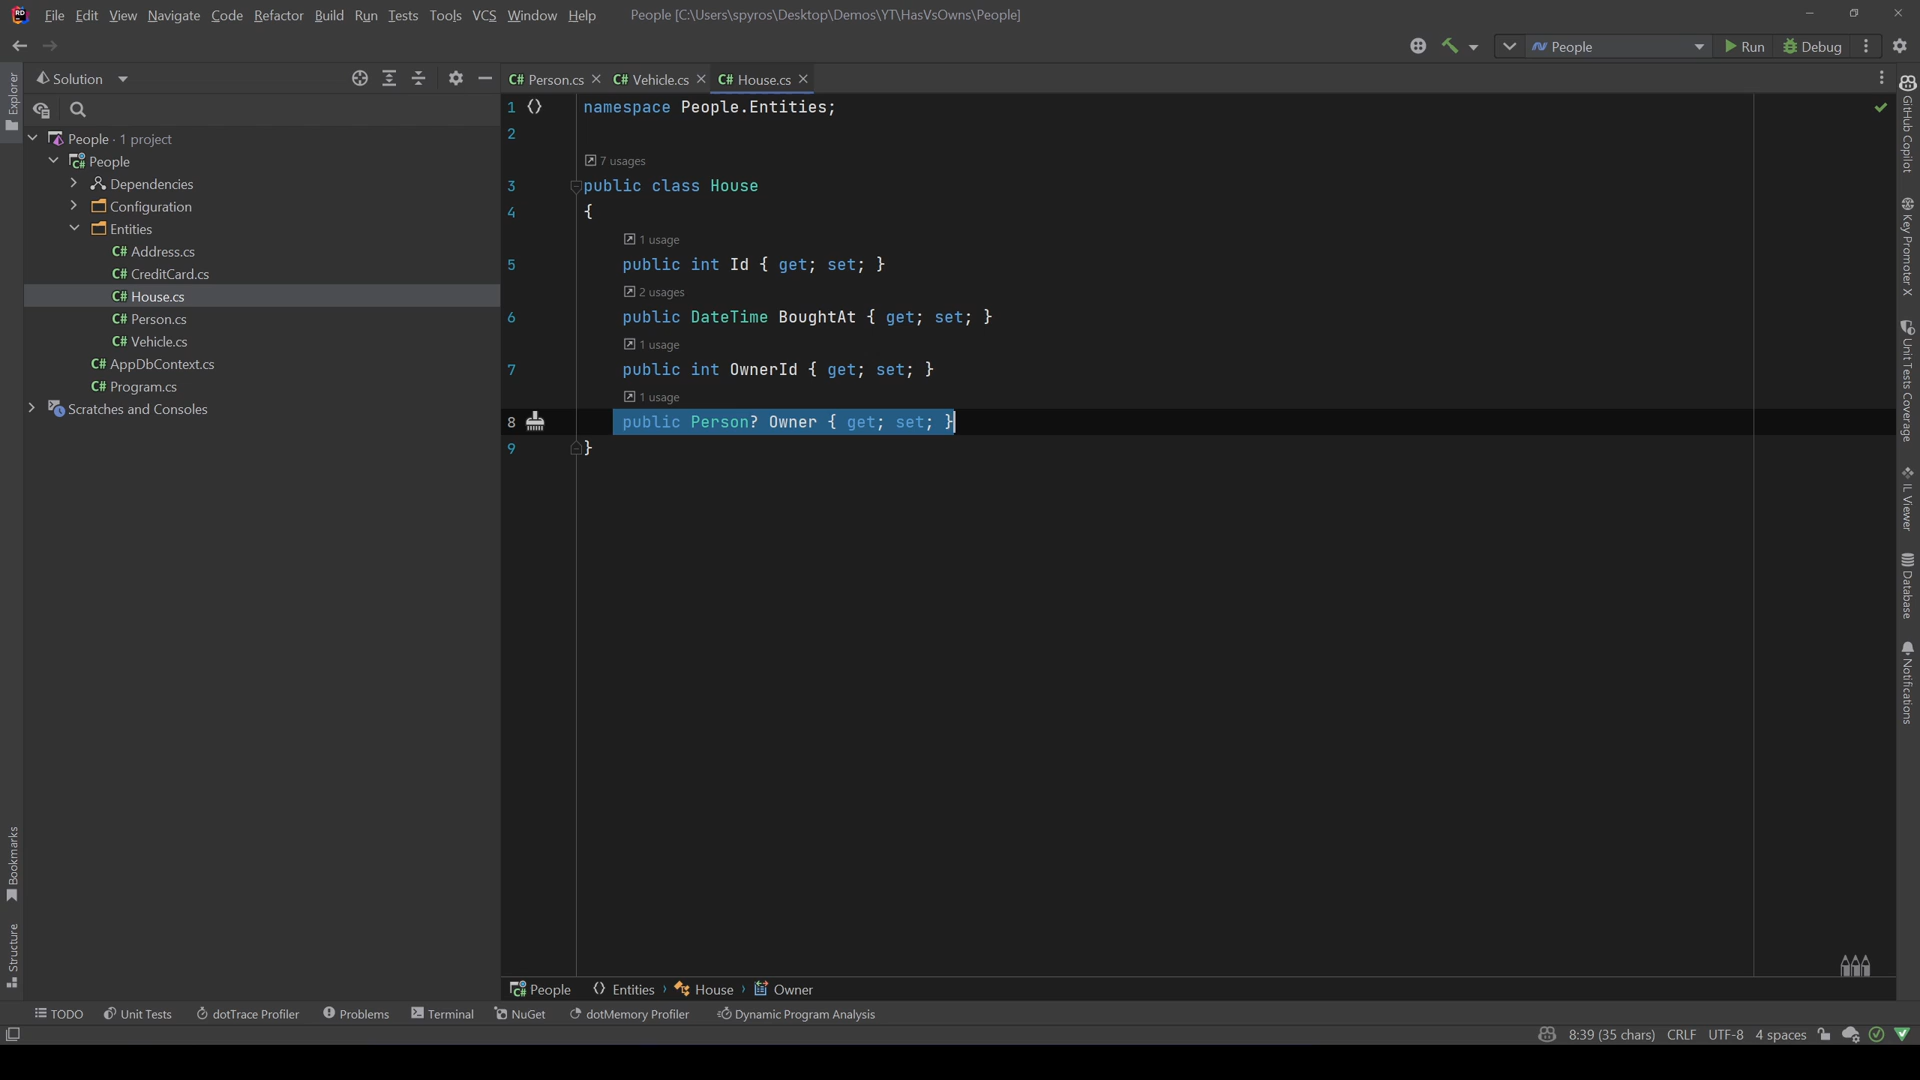 File Edit View Navigate Code Refactor Build Run Tests Tools VCS Window Help People [C:\Users\spyros\Desktop\Demos\YT\HasVsOwns\People]
People Run Debug
Solution
Person.cs Vehicle.cs House.cs
People · 1 project
People
Dependencies
Configuration
Entities
C# Address.cs
C# CreditCard.cs
C# House.cs
C# Person.cs
C# Vehicle.cs
C# AppDbContext.cs
C# Program.cs
Scratches and Consoles
1 namespace People.Entities;
2
7 usages
3 public class House
4 {
1 usage
5 public int Id { get; set; }
2 usages
6 public DateTime BoughtAt { get; set; }
1 usage
7 public int OwnerId { get; set; }
1 usage
8 public Person? Owner { get; set; }
9 }
Explorer
Bookmarks
Structure
GitHub Copilot
Key Promoter X
Unit Tests Coverage
IL Viewer
Database
Notifications
People Entities › House › Owner
TODO Unit Tests dotTrace Profiler Problems Terminal NuGet dotMemory Profiler Dynamic Program Analysis
8:39 (35 chars) CRLF UTF-8 4 spaces